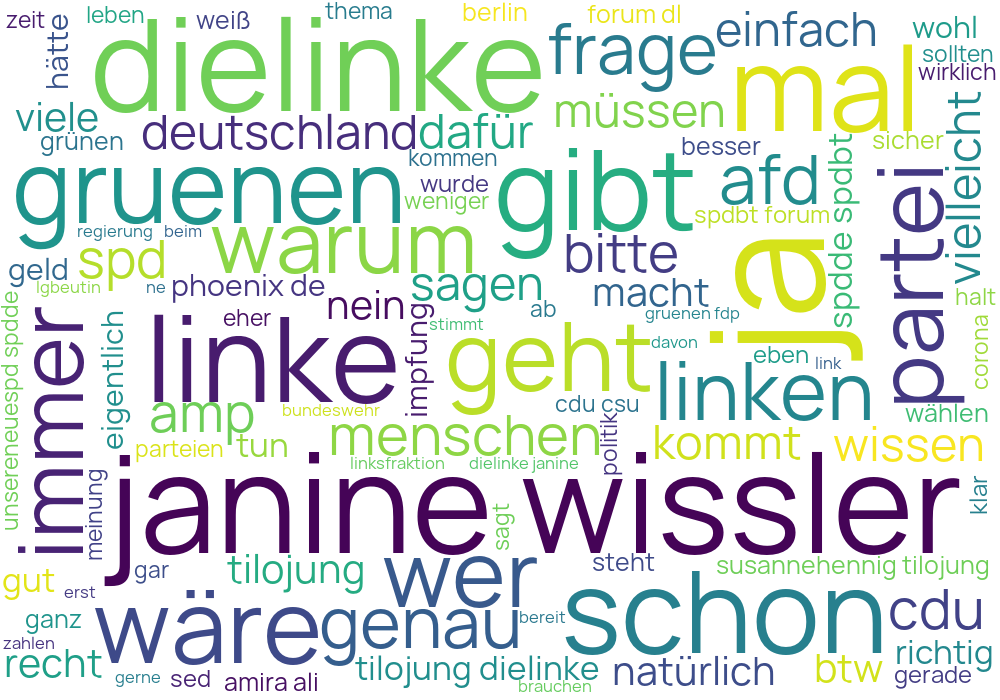 zeit
leben
weiß
thema
berlin
forum dl
hätte
dielinke
frage
einfach
wohl
sollten
wirklich
mal
viele
grünen
deutschland
dafür
müssen
kommen
besser
sicher
vielleicht
gruenen
wurde
weniger
gibt
afd
spdbt forum
spdde spdbt
partei
regierung
beim
warum
spd
geld
lgbeutin
ne
phoenix de
sagen
bitte
macht
ja
halt
nein
ab
gruenen fdp
unsereneuespd spdde
immer
eigentlich
linke
eher
impfung
stimmt
geht
davon
eben
link
corona
linken
amp
bundeswehr
cdu csu
wählen
parteien
tun
menschen
politik
kommt
wissen
linksfraktion
dielinke janine
meinung
janine wissler
sagt
klar
gut
erst
gar
tilojung
wer
steht
susannehennig tilojung
ganz
zahlen
wäre
genau
bereit
schon
cdu
recht
gerne
sed
amira ali
tilojung dielinke
brauchen
natürlich
btw
richtig
gerade